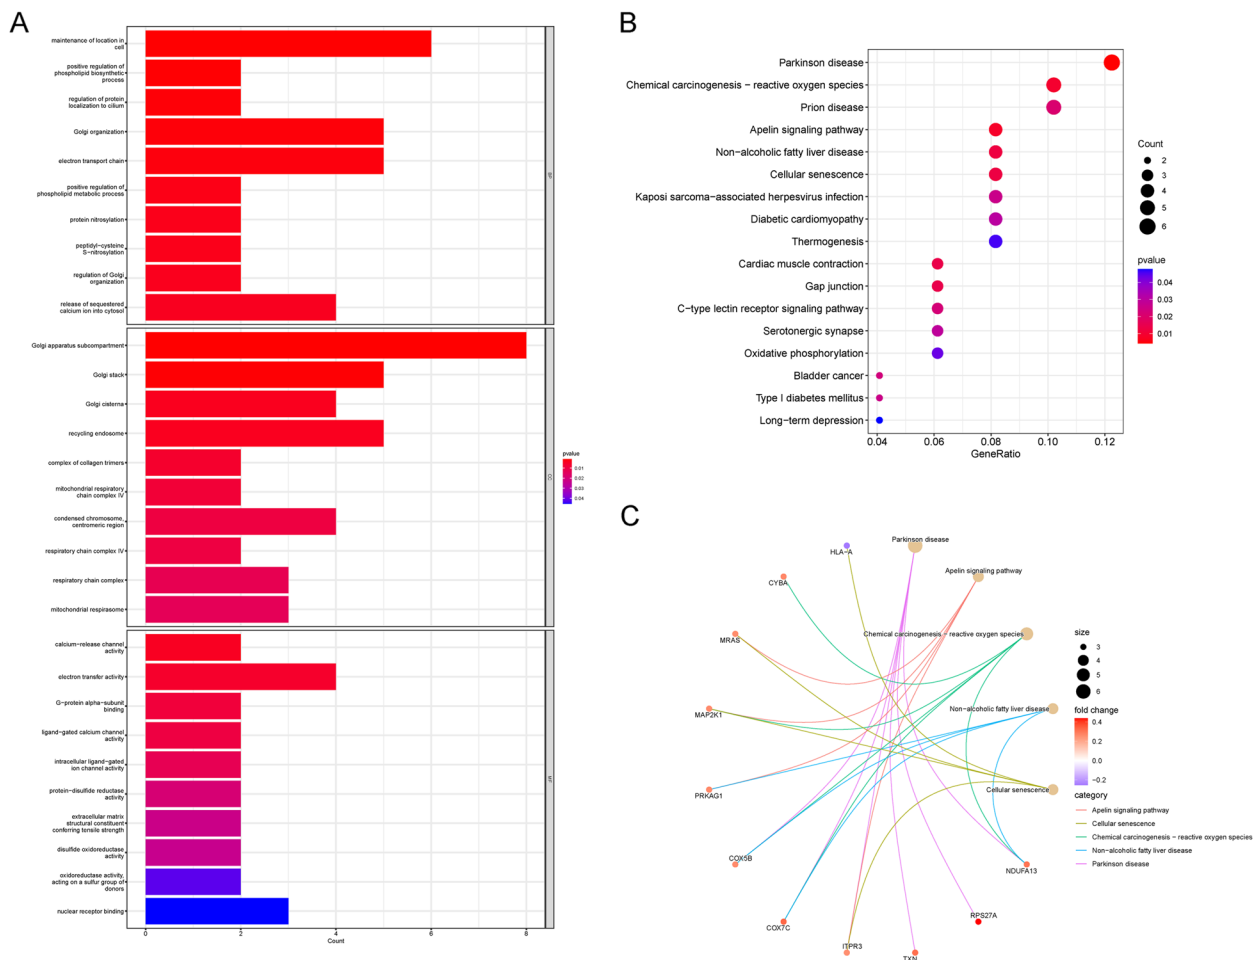 A
maintenance of location in
cell
positive regulation of
phospholipid biosynthetic
process
regulation of protein
localization to cilium
Golgi organization
electron transport chain
positive regulation of
phospholipid metabolic process
protein nitrosylation
peptidyl−cysteine
S−nitrosylation
regulation of Golgi
organization
release of sequestered
calcium ion into cytosol
BP
Golgi apparatus subcompartment
Golgi stack
Golgi cisterna
recycling endosome
complex of collagen trimers
mitochondrial respiratory
chain complex IV
condensed chromosome,
centromeric region
respiratory chain complex IV
respiratory chain complex
mitochondrial respirasome
CC
calcium−release channel
activity
electron transfer activity
G−protein alpha−subunit
binding
ligand−gated calcium channel
activity
intracellular ligand−gated
ion channel activity
protein−disulfide reductase
activity
extracellular matrix
structural constituent
conferring tensile strength
disulfide oxidoreductase
activity
oxidoreductase activity,
acting on a sulfur group of
donors
nuclear receptor binding
MF
0 2 4 6 8
Count
pvalue
0.01
0.02
0.03
0.04
B
Parkinson disease
Chemical carcinogenesis − reactive oxygen species
Prion disease
Apelin signaling pathway
Non−alcoholic fatty liver disease
Cellular senescence
Kaposi sarcoma−associated herpesvirus infection
Diabetic cardiomyopathy
Thermogenesis
Cardiac muscle contraction
Gap junction
C−type lectin receptor signaling pathway
Serotonergic synapse
Oxidative phosphorylation
Bladder cancer
Type I diabetes mellitus
Long−term depression
0.04 0.06 0.08 0.10 0.12
GeneRatio
Count
2
3
4
5
6
pvalue
0.04
0.03
0.02
0.01
C
Parkinson disease
HLA−A
Apelin signaling pathway
CYBA
Chemical carcinogenesis − reactive oxygen species
MRAS
Non−alcoholic fatty liver disease
MAP2K1
Cellular senescence
PRKAG1
COX5B
NDUFA13
COX7C
RPS27A
ITPR3
TXN
size
3
4
5
6
fold change
0.4
0.2
0.0
−0.2
category
Apelin signaling pathway
Cellular senescence
Chemical carcinogenesis − reactive oxygen species
Non−alcoholic fatty liver disease
Parkinson disease